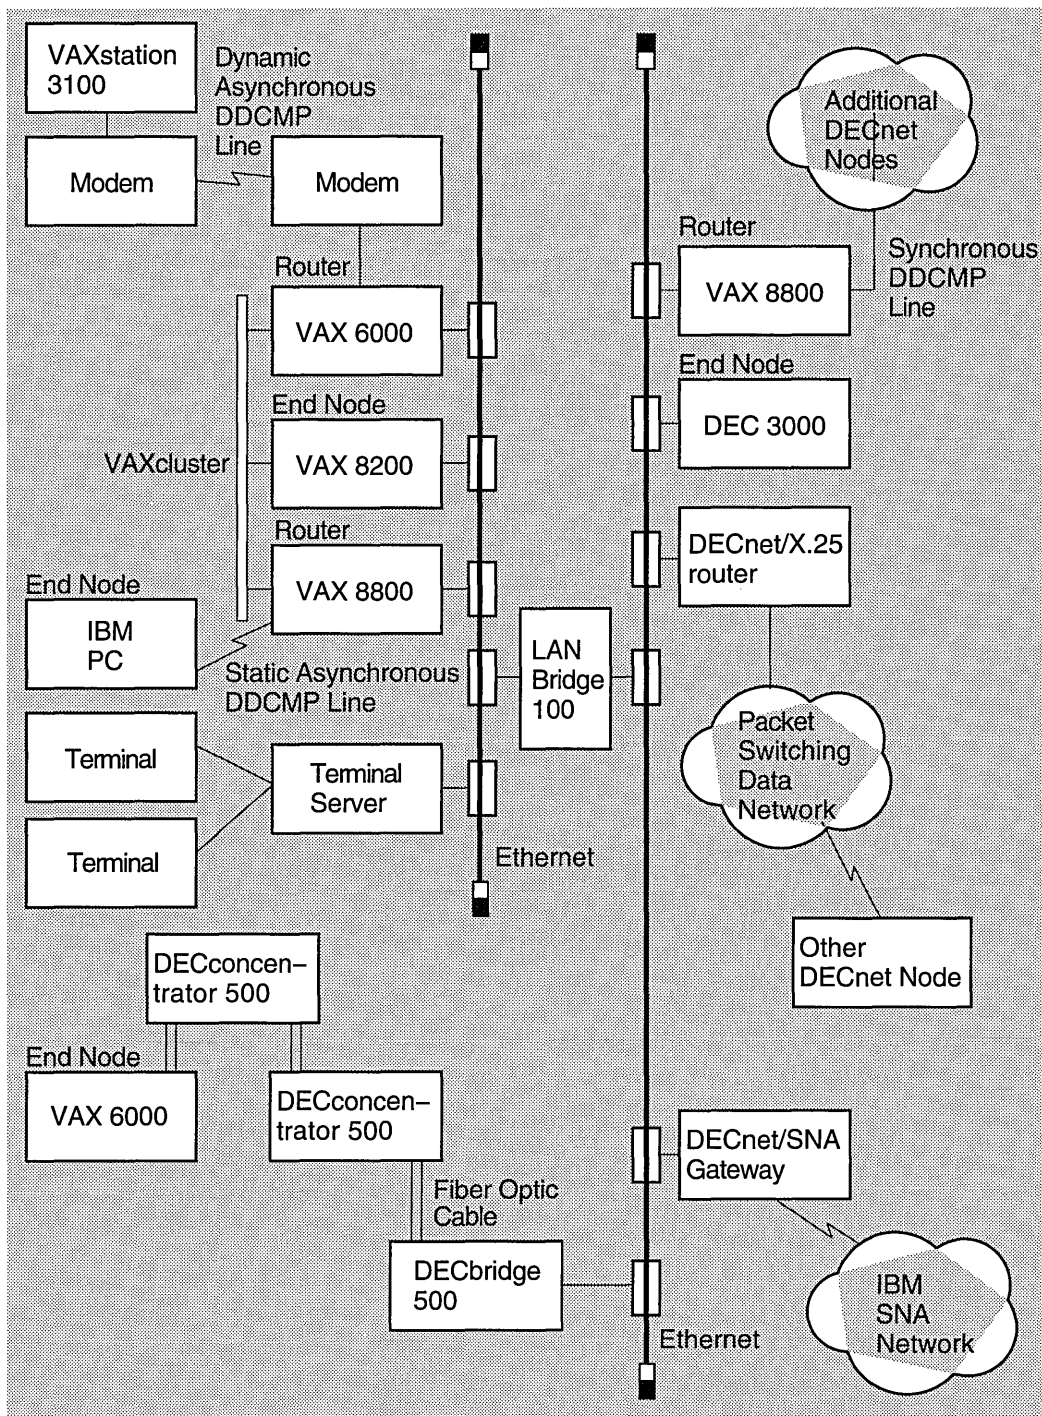 VAXstation
3100
Dynamic
Asynchronous
DDCMP
Line
Modem
Modem
Router
VAX 6000
End Node
VAX 8200
VAXcluster
Router
VAX 8800
End Node
IBM
PC
Static Asynchronous
DDCMP Line
Terminal
Terminal
Server
Terminal
Ethernet
LAN
Bridge
100
Additional
DECnet
Nodes
Router
VAX 8800
Synchronous
DDCMP
Line
End Node
DEC 3000
DECnet/X.25
router
Packet
Switching
Data
Network
Other
DECnet Node
DECconcen–
trator 500
End Node
VAX 6000
DECconcen–
trator 500
Fiber Optic
Cable
DECbridge
500
DECnet/SNA
Gateway
IBM
SNA
Network
Ethernet